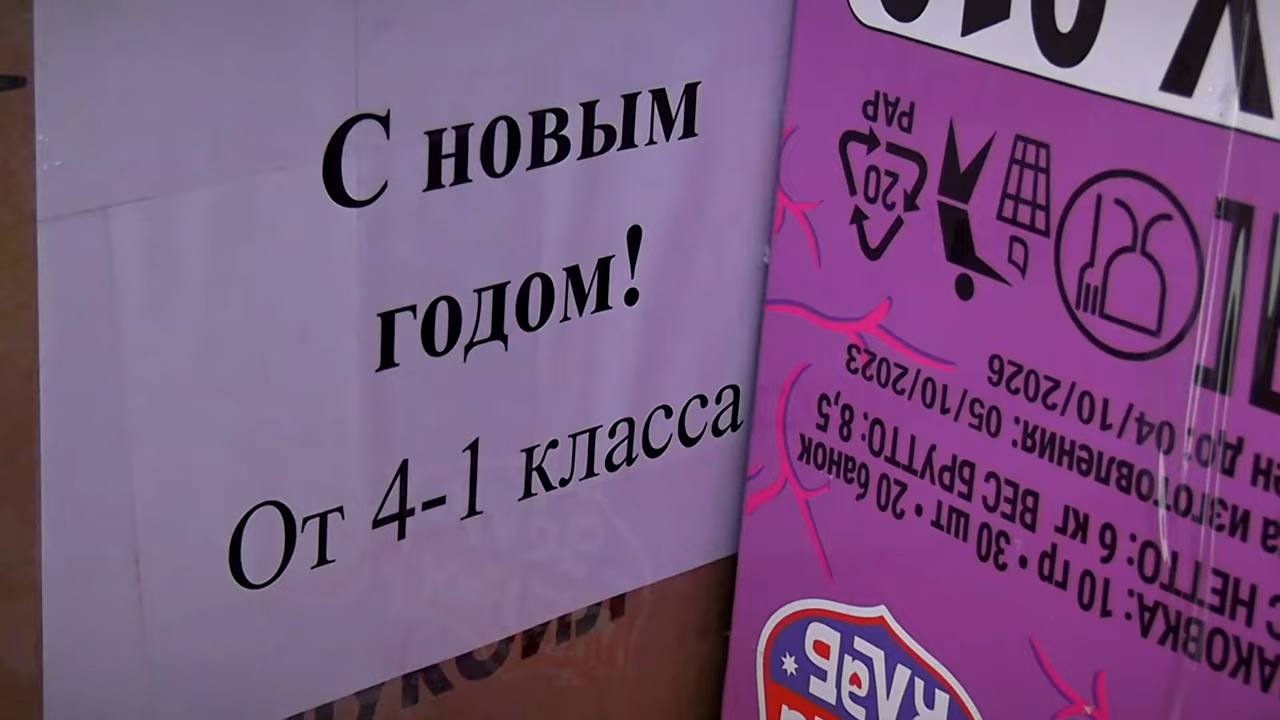 С новым
годом!
От 4-1 класса
PAP
20
АКОВКА: 10 гр • 30 шт • 20 банок
С НЕТТО: 6 кг ВЕС БРУТТО: 8,5
а изготовления: 05/10/2023
ен до: 04/10/2026
КУаБ